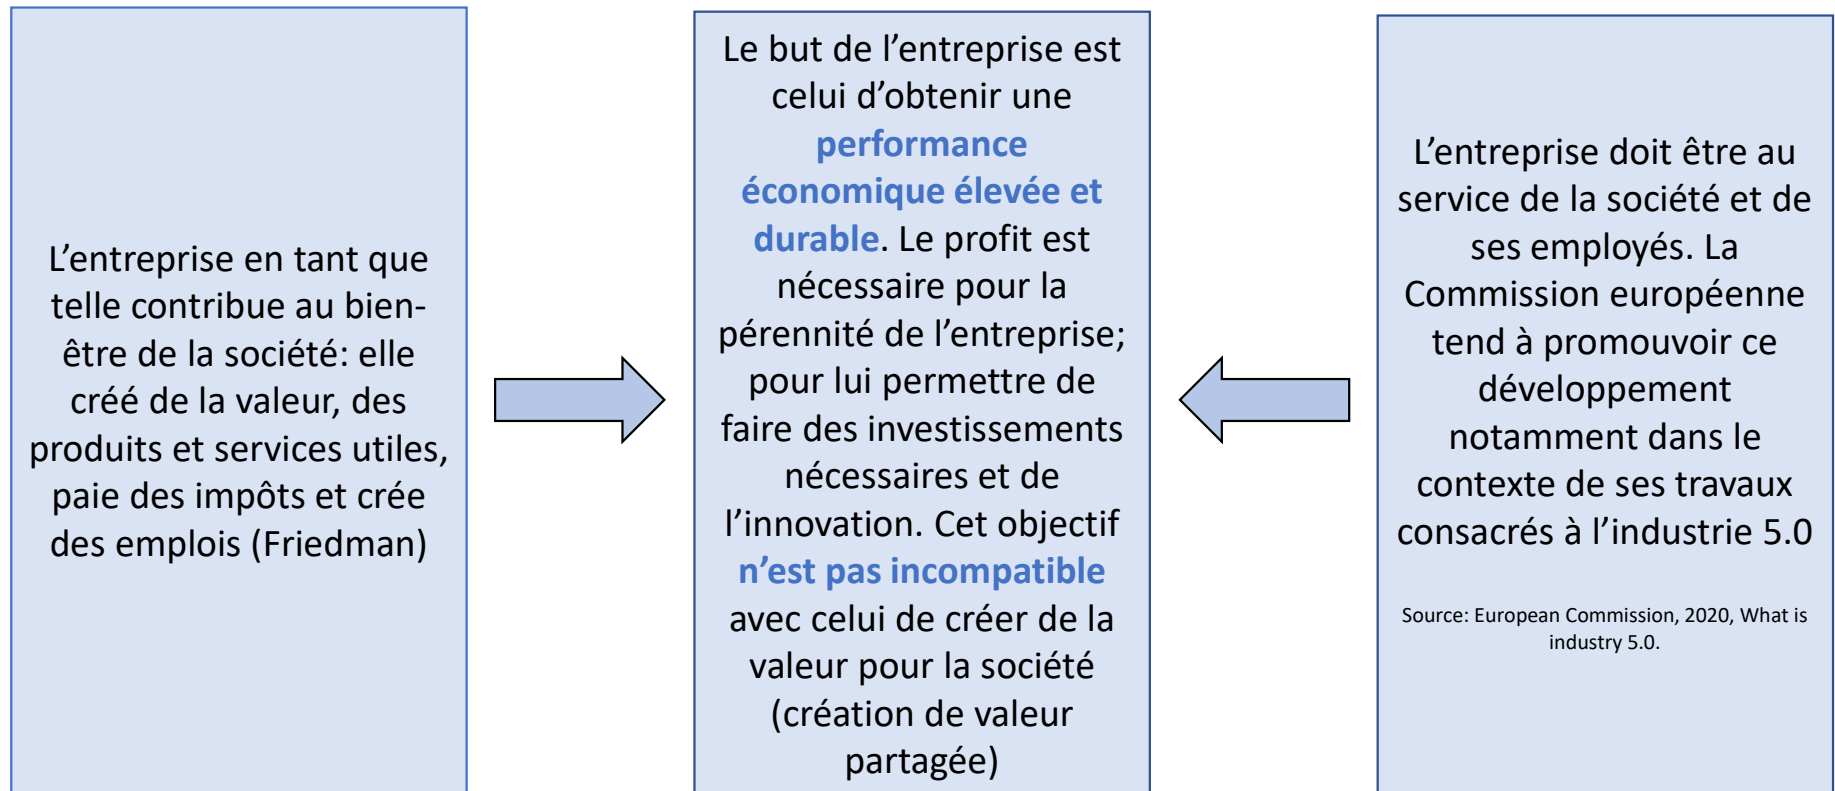 L’entreprise en tant que
telle contribue au bien-
être de la société: elle
créé de la valeur, des
produits et services utiles,
paie des impôts et crée
des emplois (Friedman)
Le but de l’entreprise est
celui d’obtenir une
performance
économique élevée et
durable. Le profit est
nécessaire pour la
pérennité de l’entreprise;
pour lui permettre de
faire des investissements
nécessaires et de
l’innovation. Cet objectif
n’est pas incompatible
avec celui de créer de la
valeur pour la société
(création de valeur
partagée)
L’entreprise doit être au
service de la société et de
ses employés. La
Commission européenne
tend à promouvoir ce
développement
notamment dans le
contexte de ses travaux
consacrés à l’industrie 5.0
Source: European Commission, 2020, What is
industry 5.0.